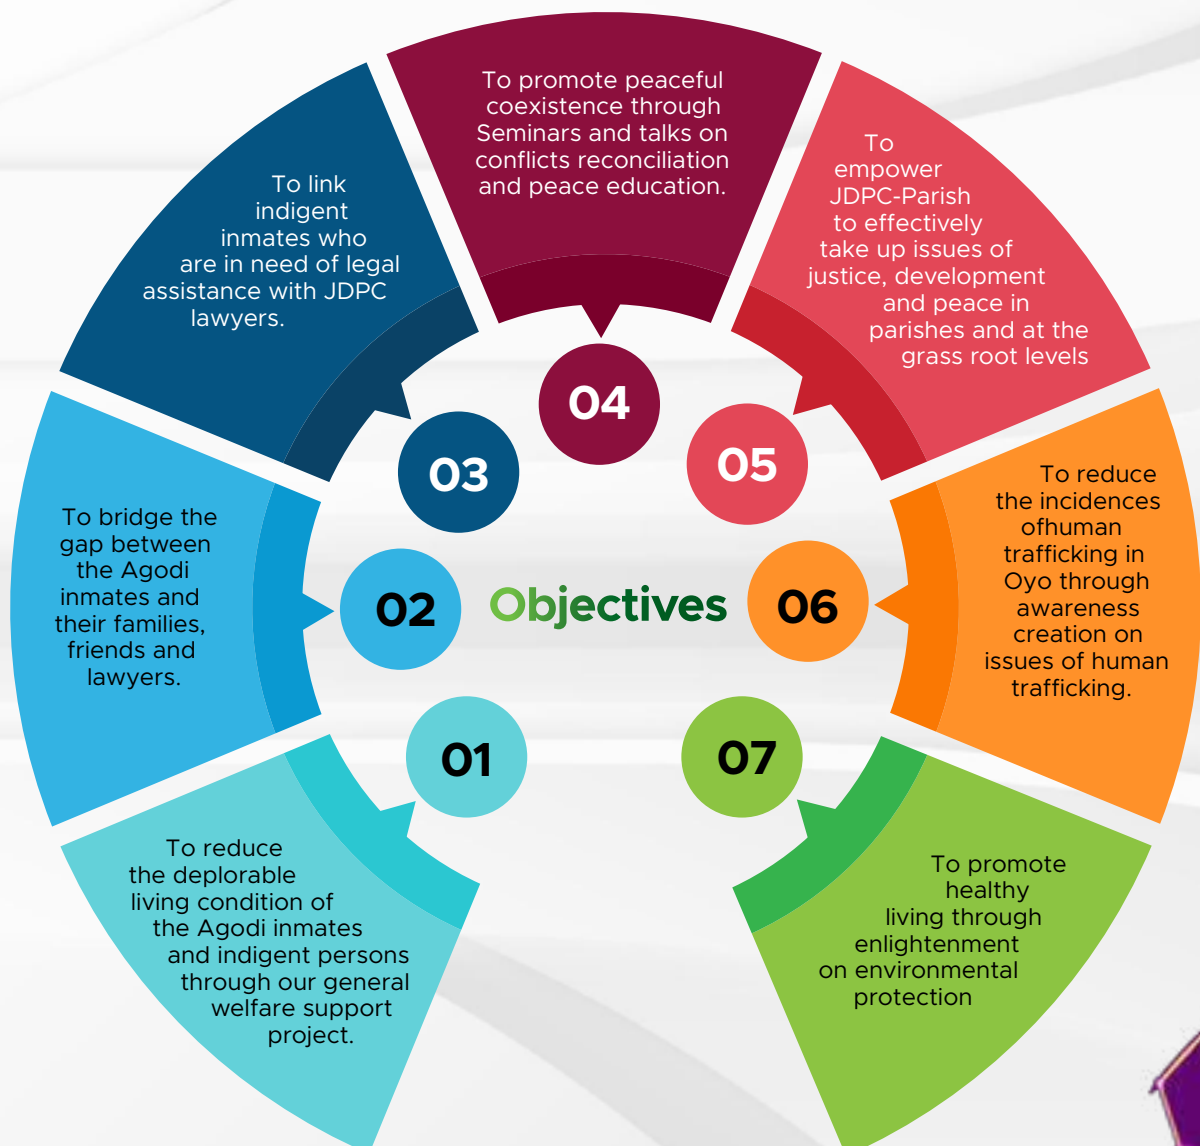 Objectives
01
To reduce
the deplorable
living condition of
the Agodi inmates
and indigent persons
through our general
welfare support
project.
02
To bridge the
gap between
the Agodi
inmates and
their families,
friends and
lawyers.
03
To link
indigent
inmates who
are in need of legal
assistance with JDPC
lawyers.
04
To promote peaceful
coexistence through
Seminars and talks on
conflicts reconciliation
and peace education.
05
To
empower
JDPC-Parish
to effectively
take up issues of
justice, development
and peace in
parishes and at the
grass root levels
06
To reduce
the incidences
ofhuman
trafficking in
Oyo through
awareness
creation on
issues of human
trafficking.
07
To promote
healthy
living through
enlightenment
on environmental
protection